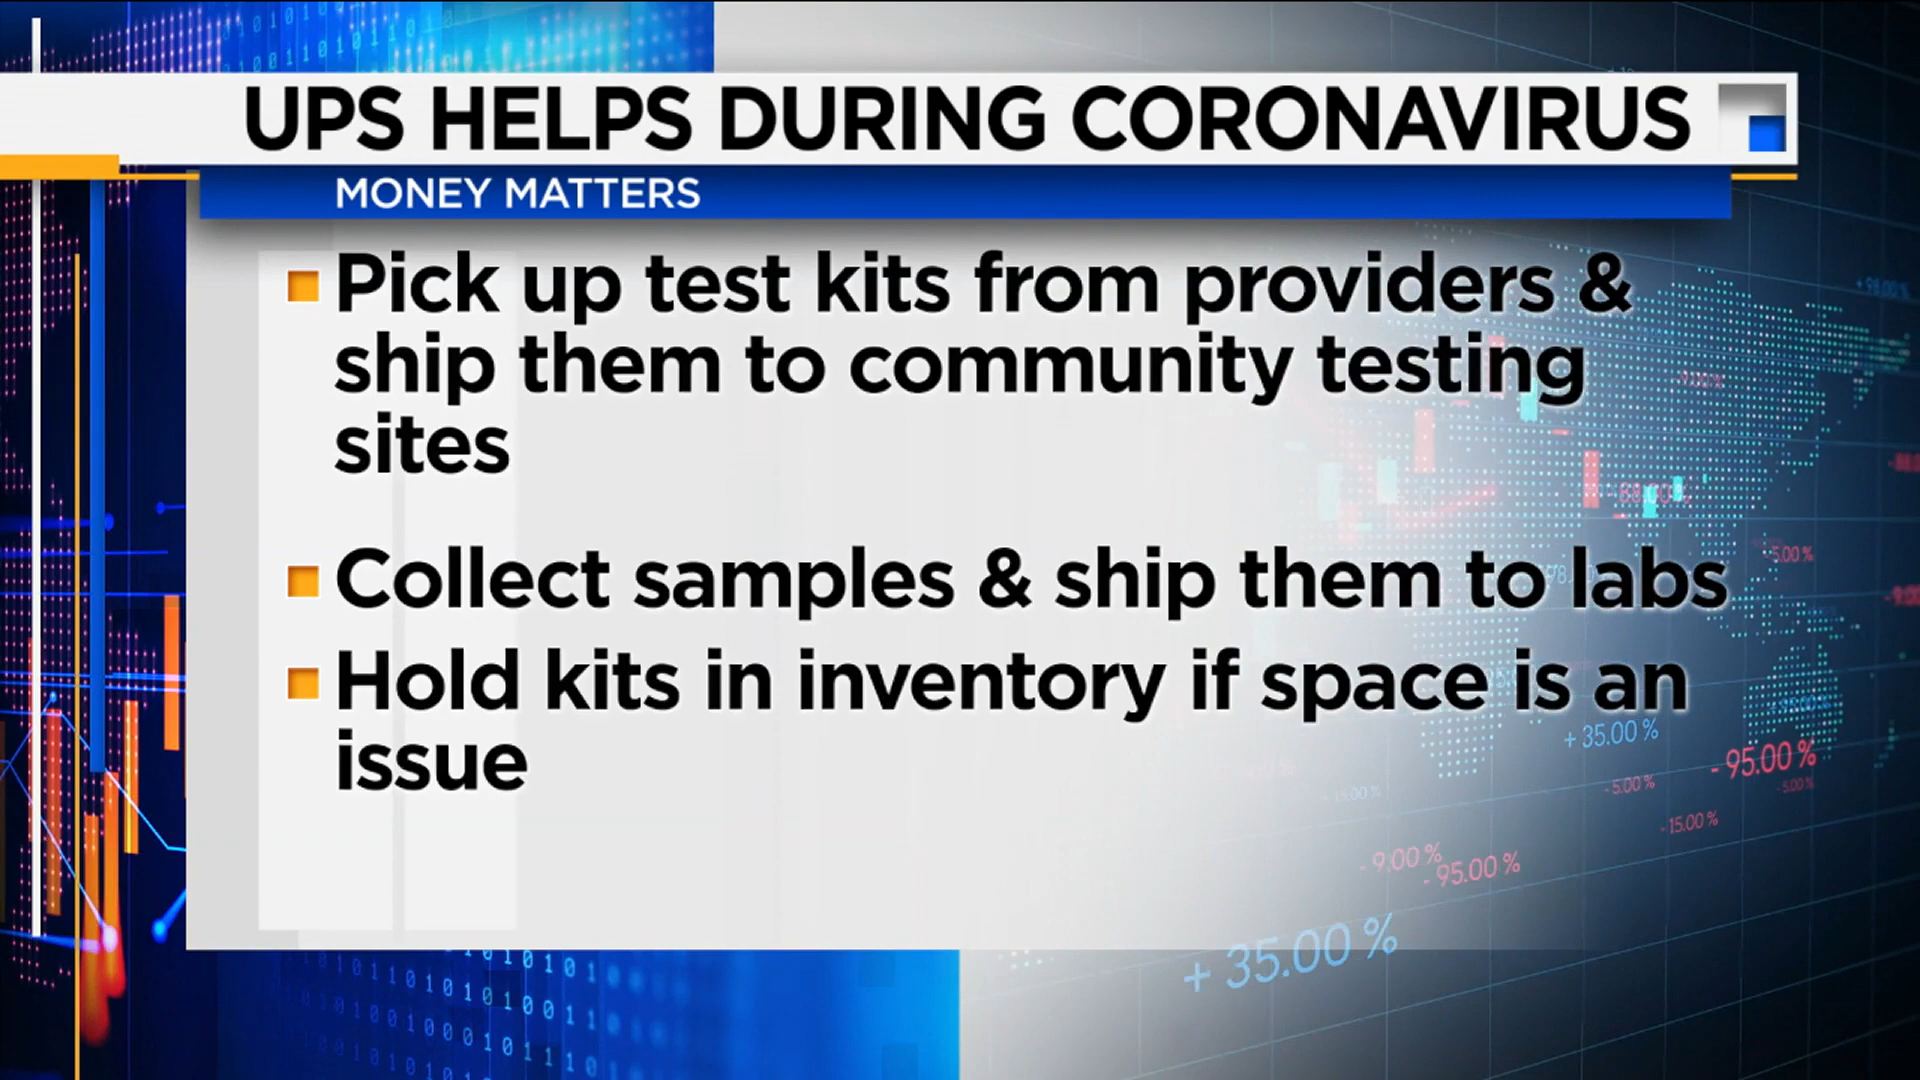 UPS HELPS DURING CORONAVIRUS
MONEY MATTERS
Pick up test kits from providers &
ship them to community testing
sites
Collect samples & ship them to labs
Hold kits in inventory if space is an
issue
+ 35.00 %
- 95.00 %
- 5.00 %
- 5.00 %
- 15.00 %
- 9.00 %
- 95.00 %
+ 35.00 %